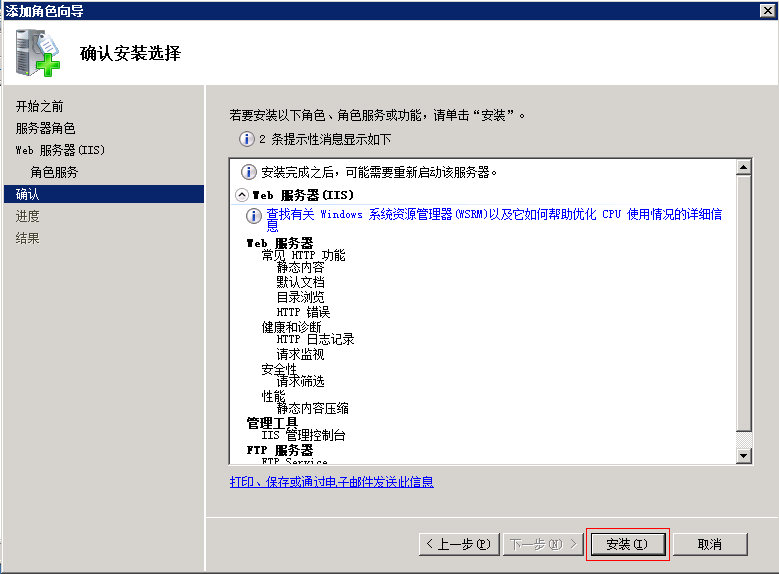 添加角色向导
确认安装选择
开始之前
服务器角色
Web 服务器(IIS)
角色服务
确认
进度
结果
若要安装以下角色、角色服务或功能，请单击“安装”。
2 条提示性消息显示如下
安装完成之后，可能需要重新启动该服务器。
Web 服务器(IIS)
查找有关 Windows 系统资源管理器(WSRM)以及它如何帮助优化 CPU 使用情况的详细信
息
Web 服务器
常见 HTTP 功能
静态内容
默认文档
目录浏览
HTTP 错误
健康和诊断
HTTP 日志记录
请求监视
安全性
请求筛选
性能
静态内容压缩
管理工具
IIS 管理控制台
FTP 服务器
FTP Service
打印、保存或通过电子邮件发送此信息
< 上一步(P) 下一步(N) > 安装(I) 取消